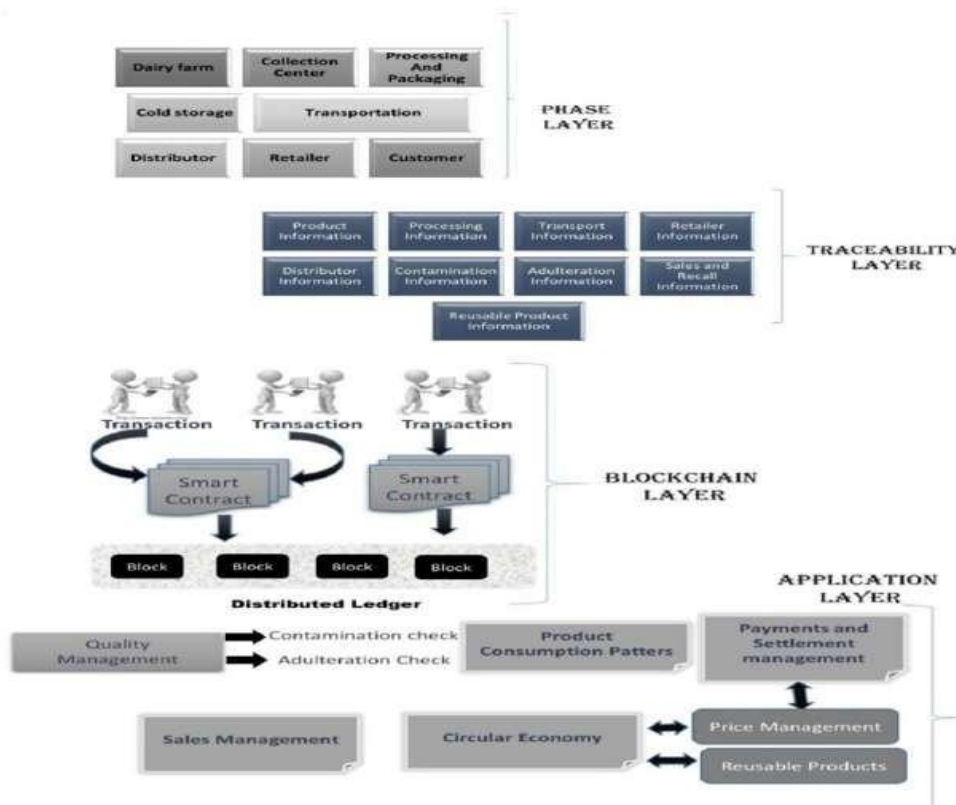 Dairy farm
Collection
Center
Processing
And
Packaging
Cold storage
Transportation
Distributor
Retailer
Customer
PHASE
LAYER
Product
Information
Processing
Information
Transport
Information
Retailer
Information
Distributor
Information
Contamination
Information
Adulteration
Information
Sales and
Recall
Information
Reusable Product
Information
TRACEABILITY
LAYER
Transaction
Transaction
Transaction
Smart
Contract
Smart
Contract
Block
Block
Block
Block
Distributed Ledger
BLOCKCHAIN
LAYER
APPLICATION
LAYER
Quality
Management
Contamination check
Adulteration Check
Product
Consumption Patters
Payments and
Settlement
management
Sales Management
Circular Economy
Price Management
Reusable Products